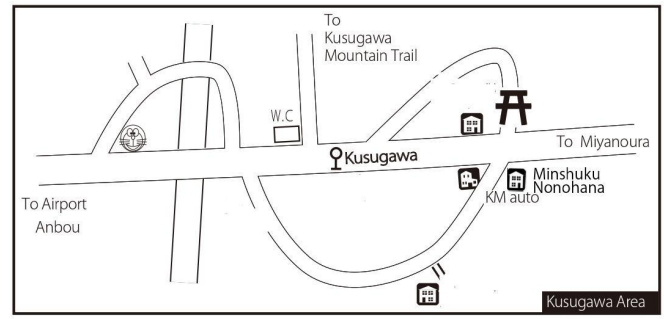 To
Kusugawa
Mountain Trail
W.C
Kusugawa
To Miyanoura
Minshuku
Nonohana
KM auto
To Airport
Anbou
Kusugawa Area